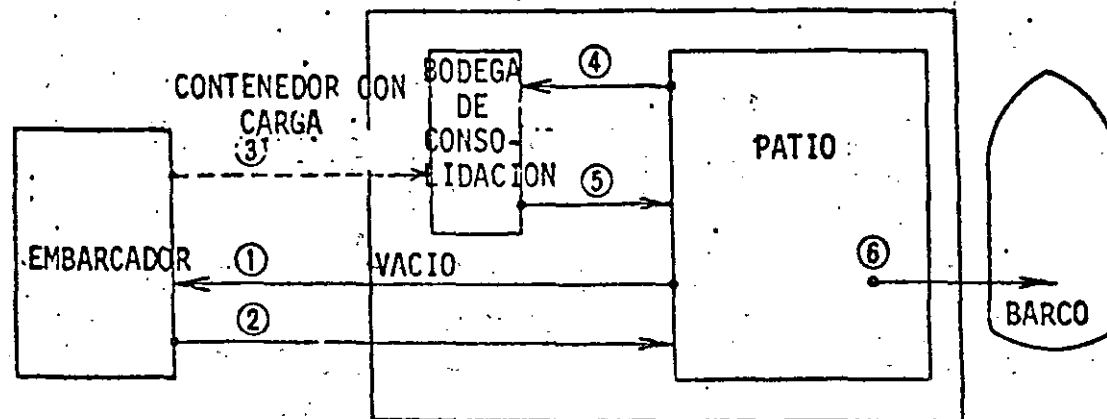 BODEGA
DE
CONSO-
LIDACION
④
⑤
CONTENEDOR CON
CARGA
③
PATIO
EMBARCADOR
①
VACIO
②
⑥
BARCO